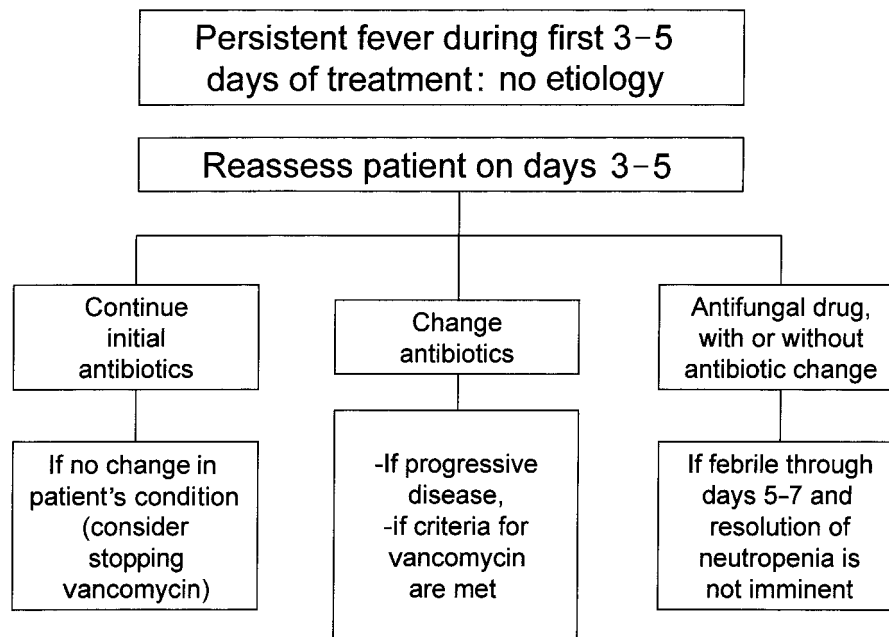 Persistent fever during first 3–5
days of treatment: no etiology
Reassess patient on days 3–5
Continue
initial
antibiotics
Change
antibiotics
Antifungal drug,
with or without
antibiotic change
If no change in
patient's condition
(consider
stopping
vancomycin)
-If progressive
disease,
-if criteria for
vancomycin
are met
If febrile through
days 5–7 and
resolution of
neutropenia is
not imminent